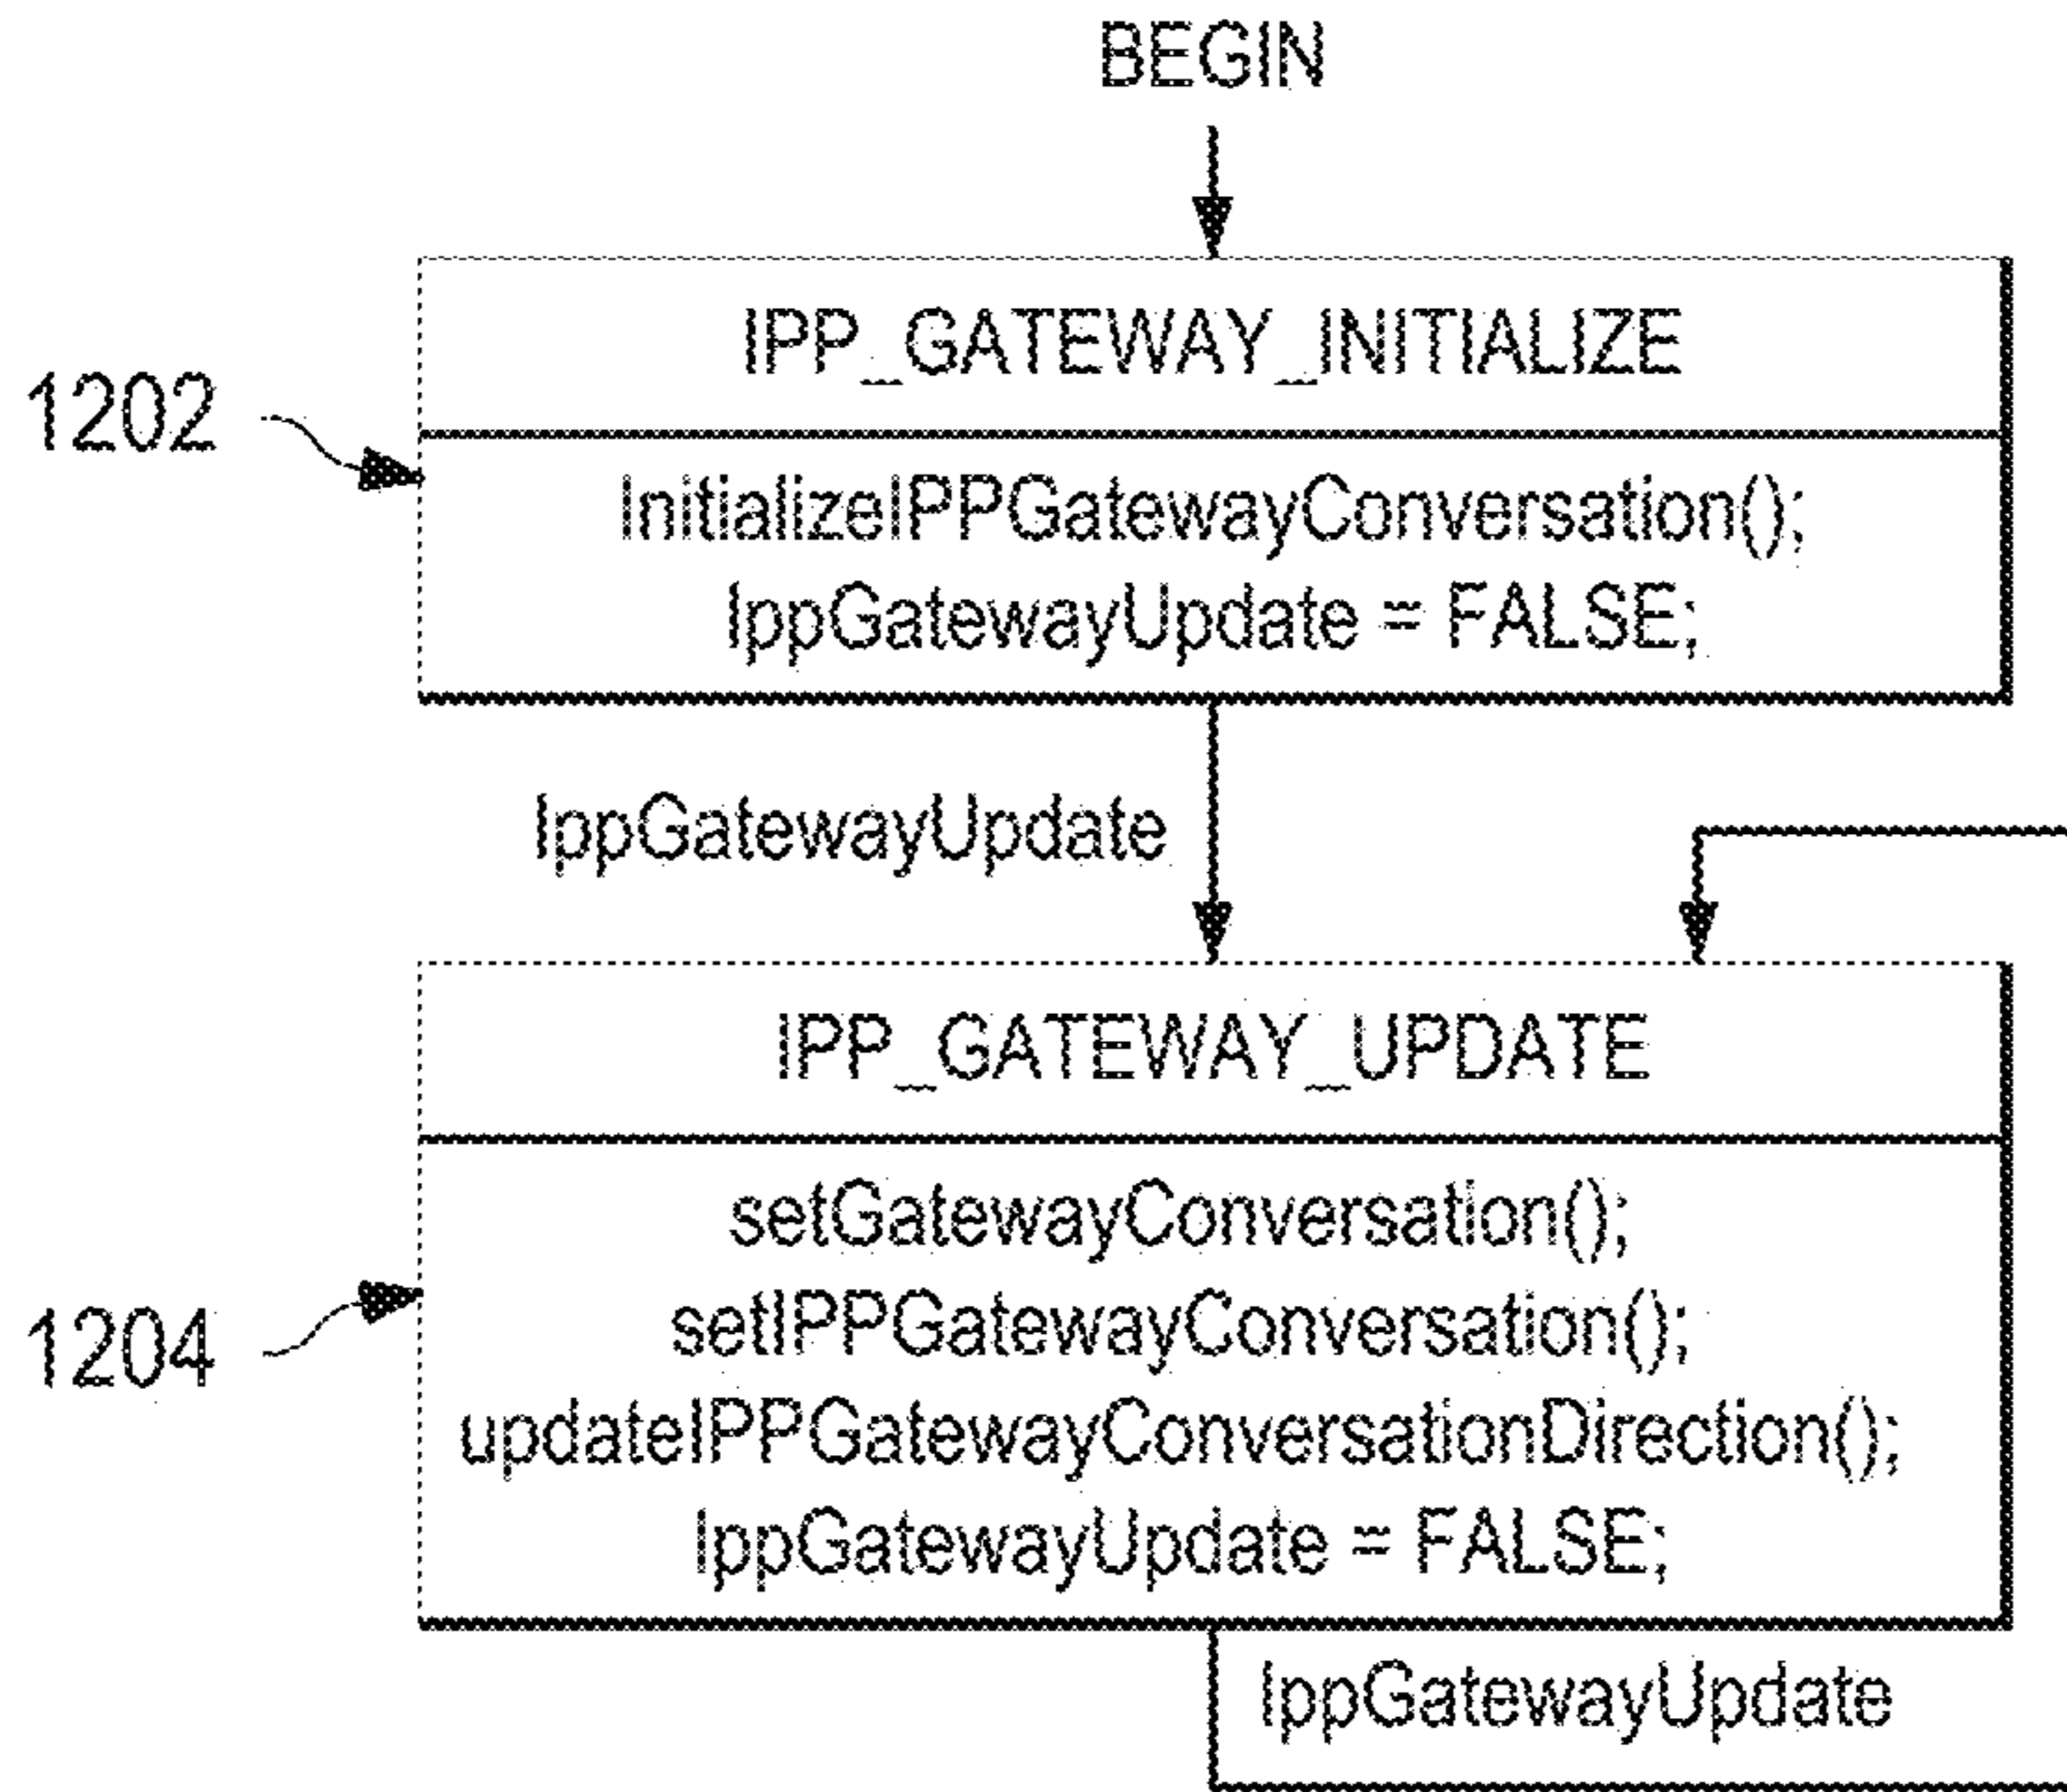 BEGIN
IPP_GATEWAY_INITIALIZE
1202
InitializeIPPGatewayConversation();
IppGatewayUpdate = FALSE;
IppGatewayUpdate
IPP_GATEWAY_UPDATE
setGatewayConversation();
setIPPGatewayConversation();
1204
updateIPPGatewayConversationDirection();
IppGatewayUpdate = FALSE;
IppGatewayUpdate